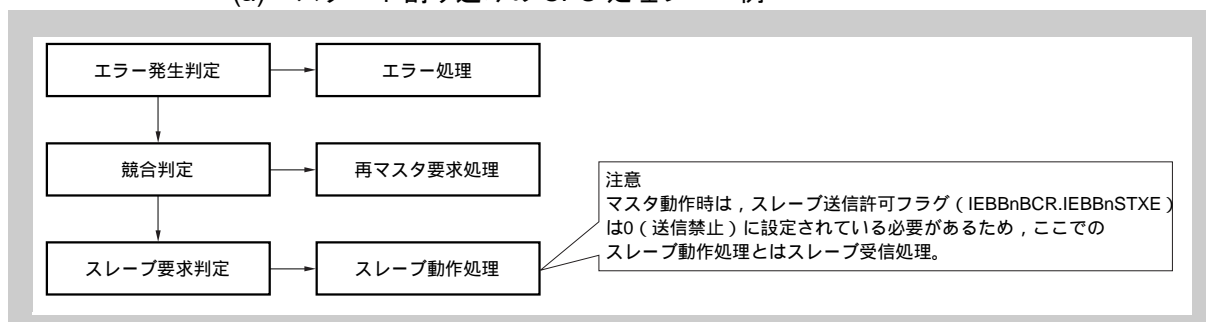 エラー発生判定
エラー処理
競合判定
再マスタ要求処理
スレーブ要求判定
スレーブ動作処理
注意
マスタ動作時は，スレーブ送信許可フラグ（IEBBnBCR.IEBBnSTXE）
は0（送信禁止）に設定されている必要があるため，ここでの
スレーブ動作処理とはスレーブ受信処理。